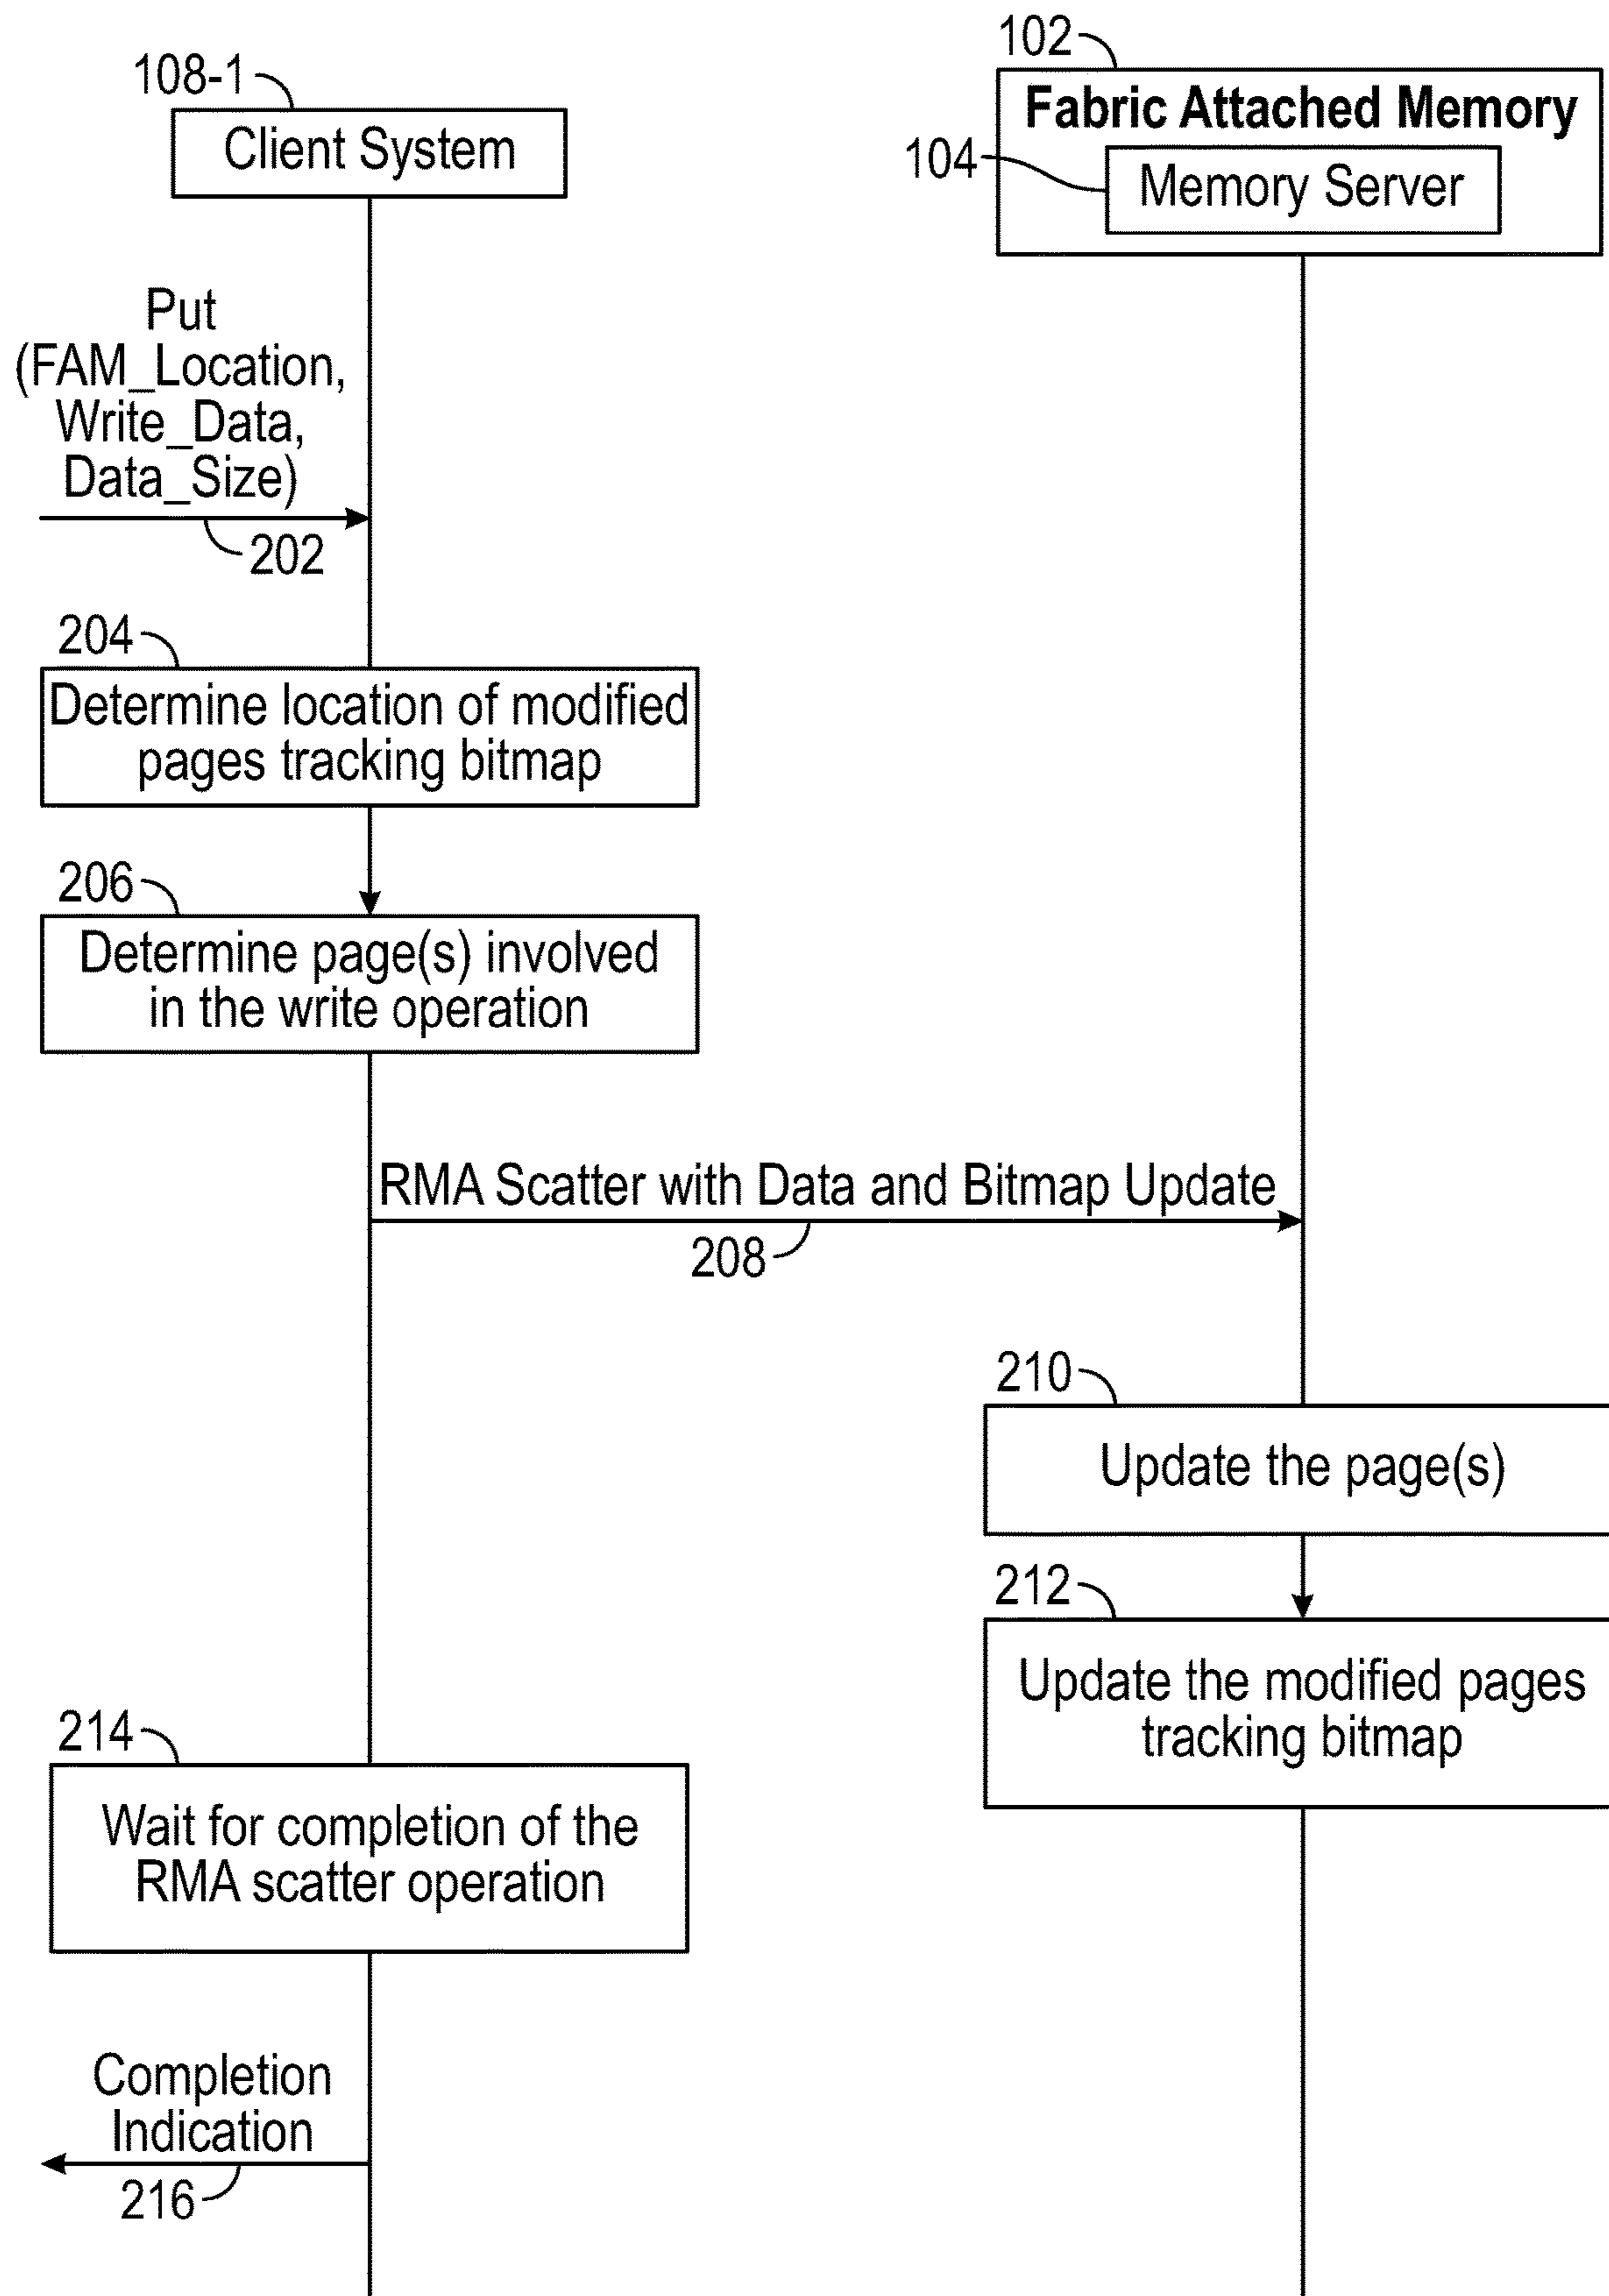 108-1
Client System
102
Fabric Attached Memory
104
Memory Server
Put
(FAM_Location,
Write_Data,
Data_Size)
202
204
Determine location of modified
pages tracking bitmap
206
Determine page(s) involved
in the write operation
RMA Scatter with Data and Bitmap Update
208
210
Update the page(s)
212
Update the modified pages
tracking bitmap
214
Wait for completion of the
RMA scatter operation
Completion
Indication
216